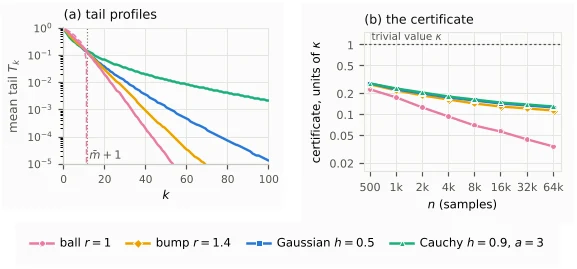 (a) tail profiles
mean tail Tₖ
10⁰
10⁻¹
10⁻²
10⁻³
10⁻⁴
10⁻⁵
m̄ + 1
0 20 40 60 80 100
k
(b) the certificate
certificate, units of κ
trivial value κ
1
0.5
0.2
0.1
0.05
0.02
500 1k 2k 4k 8k 16k 32k 64k
n (samples)
ball r = 1 bump r = 1.4 Gaussian h = 0.5 Cauchy h = 0.9, a = 3